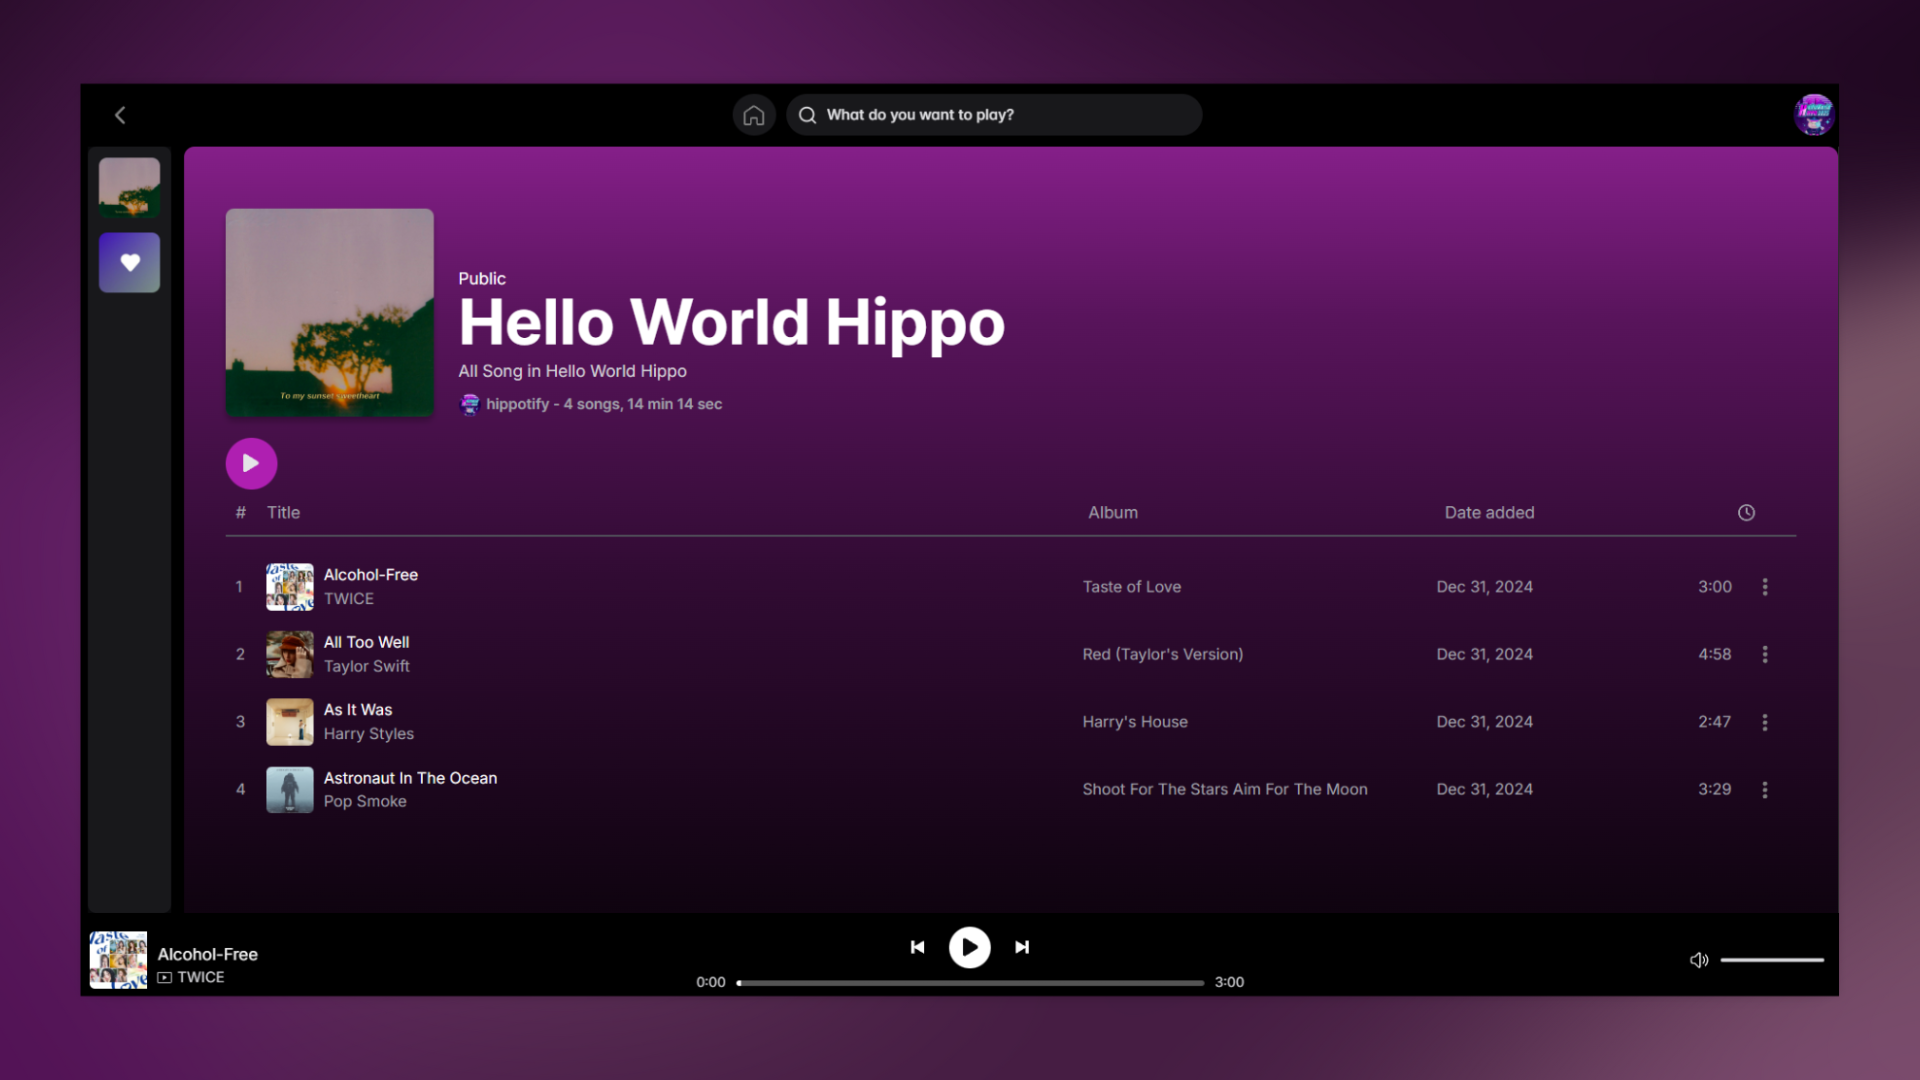 What do you want to play?
Public
Hello World Hippo
All Song in Hello World Hippo
hippotify - 4 songs, 14 min 14 sec
To my sunset sweetheart
# Title Album Date added
1 Alcohol-Free Taste of Love Dec 31, 2024 3:00
TWICE
2 All Too Well Red (Taylor's Version) Dec 31, 2024 4:58
Taylor Swift
3 As It Was Harry's House Dec 31, 2024 2:47
Harry Styles
4 Astronaut In The Ocean Shoot For The Stars Aim For The Moon Dec 31, 2024 3:29
Pop Smoke
Taste
of
Love
Alcohol-Free
TWICE
0:00 3:00